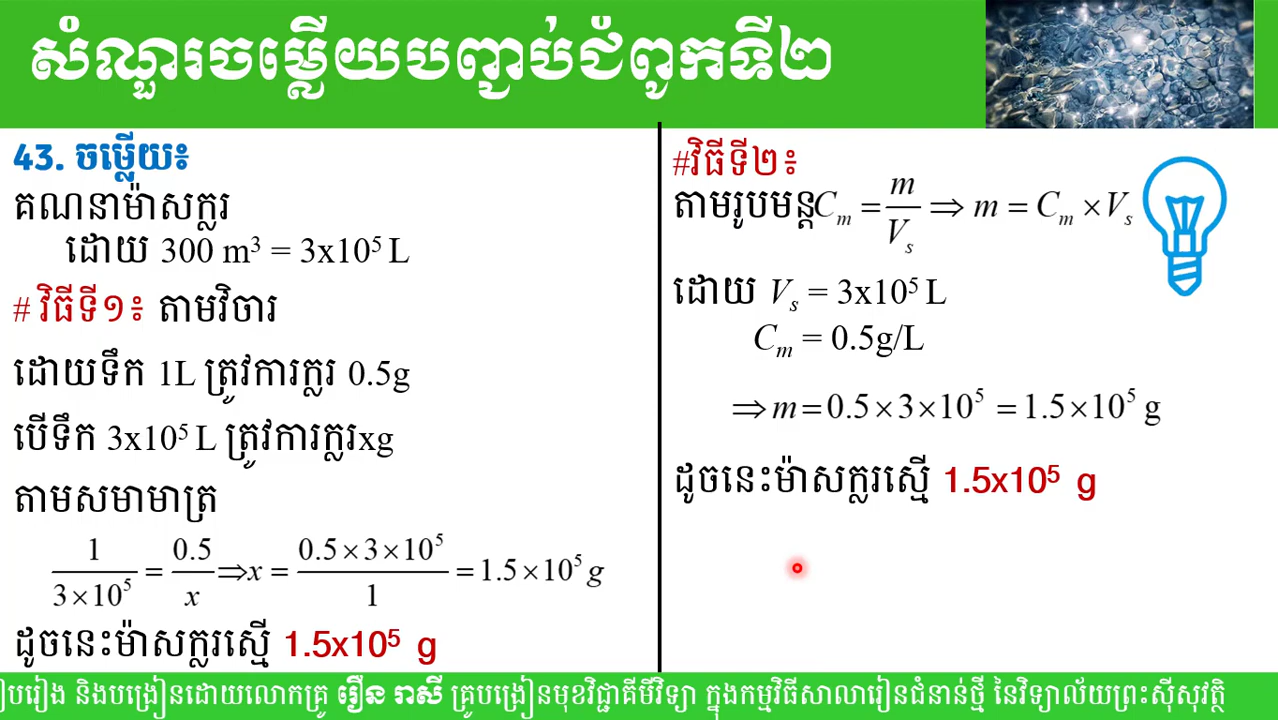 សំណួរចម្លើយបញ្ចប់ជំពូកទី២
43. ចម្លើយ៖
គណនាម៉ាសក្លរ
ដោយ 300 m³ = 3x10⁵ L
# វិធីទី១៖ តាមវិចារ
ដោយទឹក 1L ត្រូវការក្លរ 0.5g
បើទឹក 3x10⁵ L ត្រូវការក្លរxg
តាមសមាមាត្រ
1/(3×10⁵) = 0.5/x ⇒ x = (0.5×3×10⁵)/1 = 1.5×10⁵ g
ដូចនេះម៉ាសក្លរស្មើ 1.5x10⁵ g
#វិធីទី២៖
តាមរូបមន្ត Cₘ = m/Vₛ ⇒ m = Cₘ × Vₛ
ដោយ Vₛ = 3x10⁵ L
Cₘ = 0.5g/L
⇒ m = 0.5×3×10⁵ = 1.5×10⁵ g
ដូចនេះម៉ាសក្លរស្មើ 1.5x10⁵ g
រៀបរៀង និងបង្រៀនដោយលោកគ្រូ រឿន រាសី គ្រូបង្រៀនមុខវិជ្ជាគីមីវិទ្យា ក្នុងកម្មវិធីសាលារៀនជំនាន់ថ្មី នៃវិទ្យាល័យព្រះស៊ីសុវត្ថិ